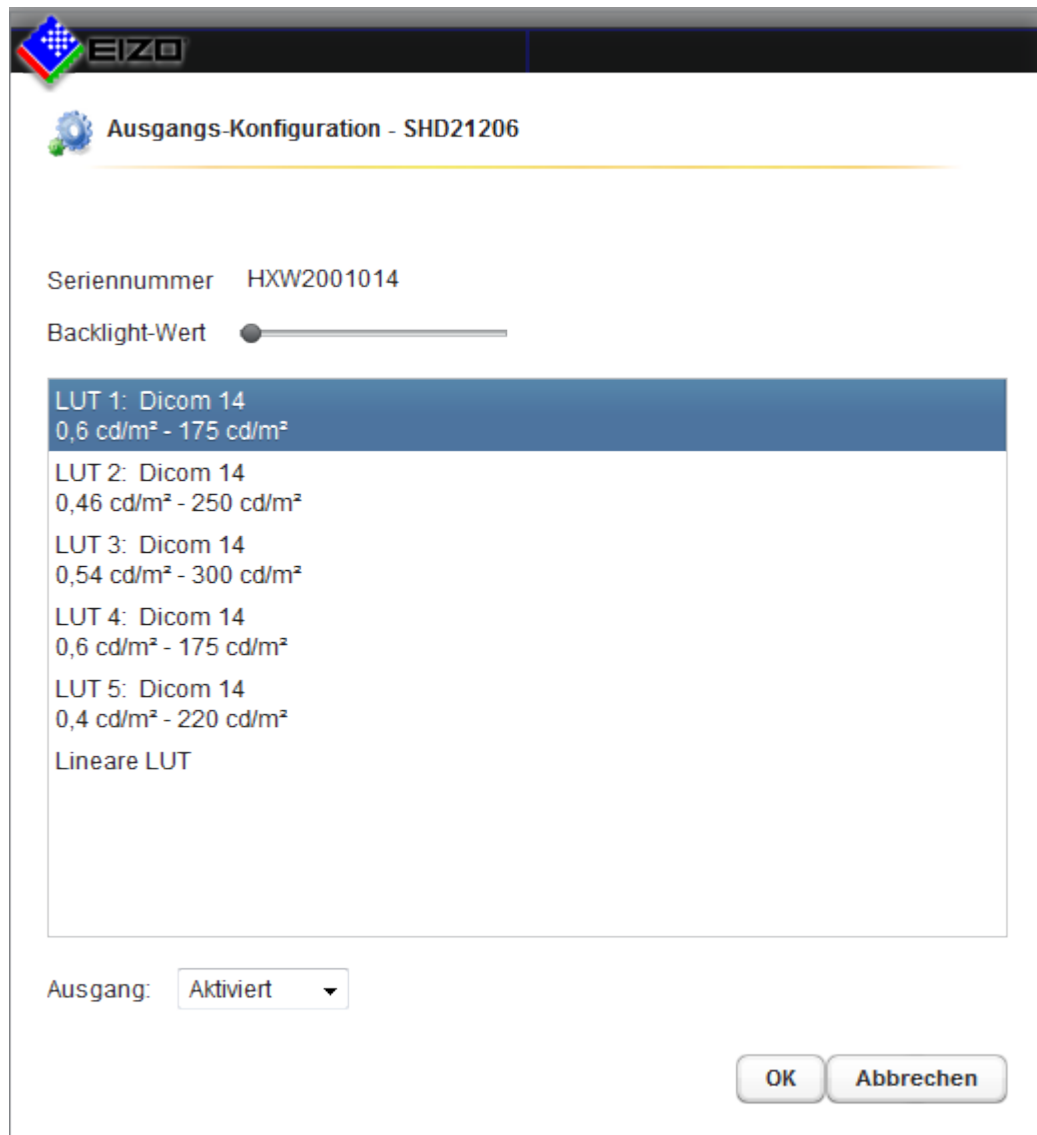 EIZO
Ausgangs-Konfiguration - SHD21206
Seriennummer HXW2001014
Backlight-Wert
LUT 1: Dicom 14
0,6 cd/m² - 175 cd/m²
LUT 2: Dicom 14
0,46 cd/m² - 250 cd/m²
LUT 3: Dicom 14
0,54 cd/m² - 300 cd/m²
LUT 4: Dicom 14
0,6 cd/m² - 175 cd/m²
LUT 5: Dicom 14
0,4 cd/m² - 220 cd/m²
Lineare LUT
Ausgang: Aktiviert
OK Abbrechen